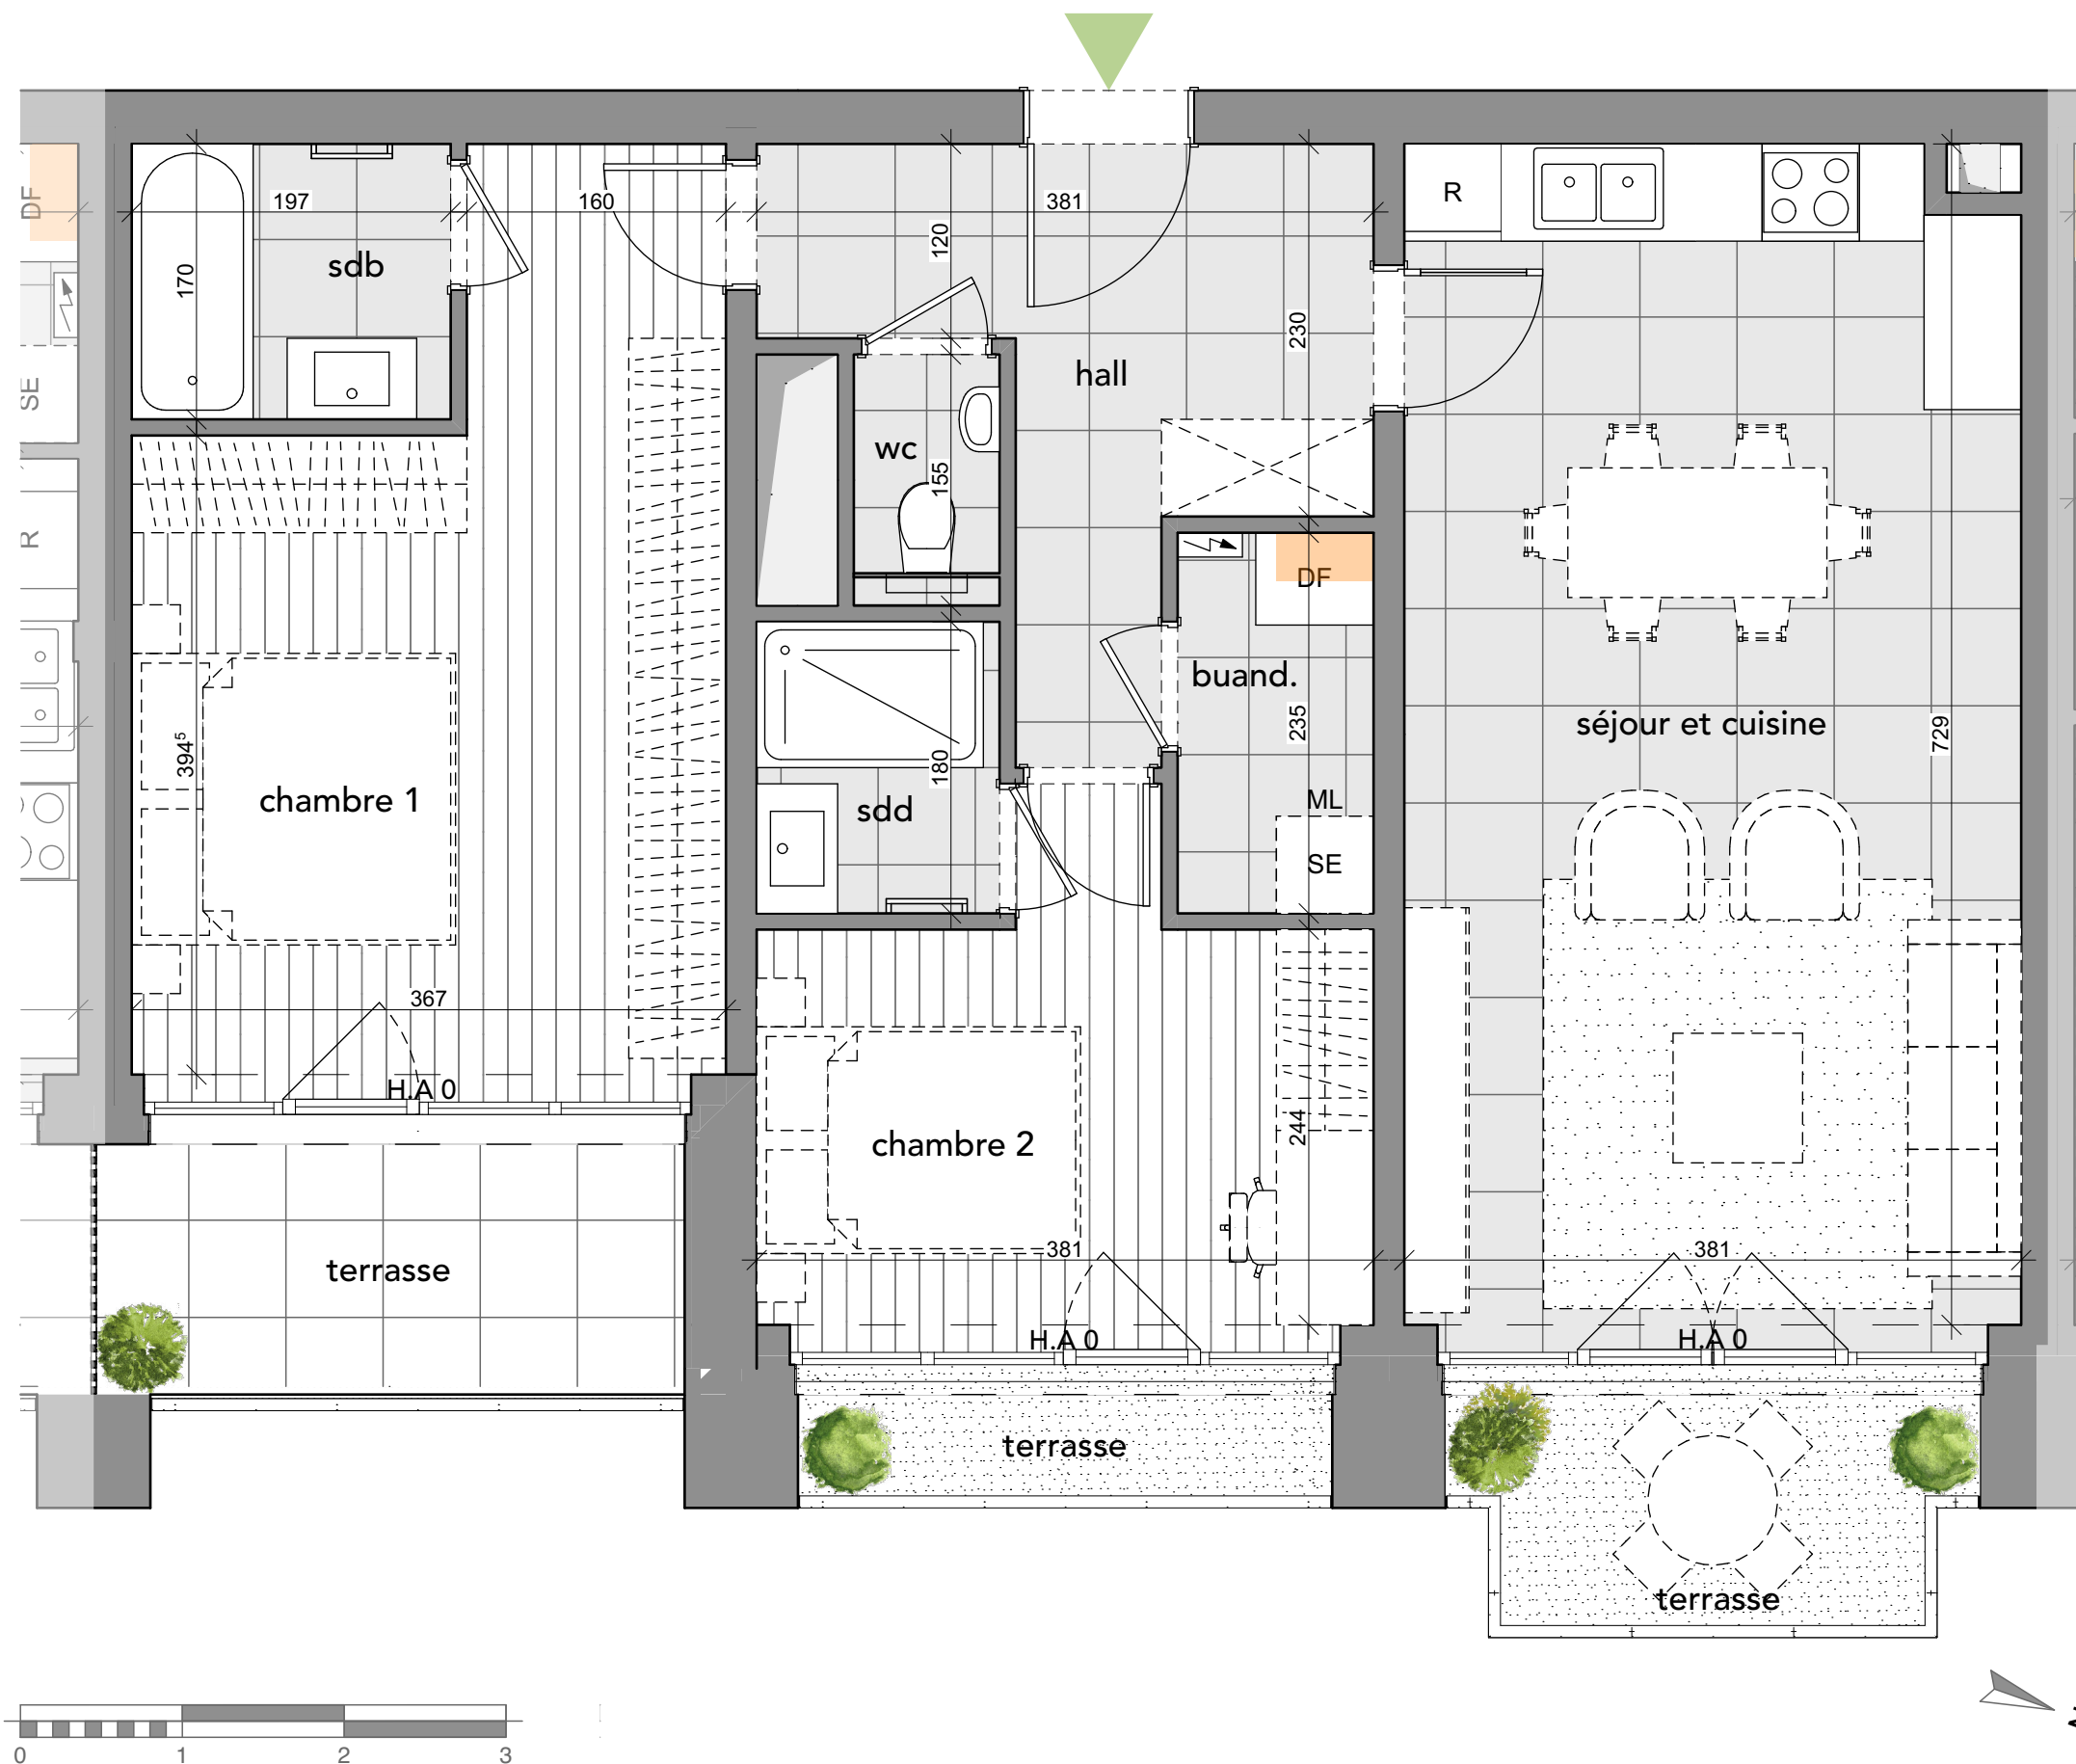 DF
197
160
381
R
120
sdb
170
230
hall
SE
wc
155
R
DF
buand.
235
séjour et cuisine
729
394⁵
chambre 1
180
sdd
ML
SE
367
H.A 0
244
chambre 2
381
381
terrasse
H.A 0
H.A 0
terrasse
terrasse
0
1
2
3